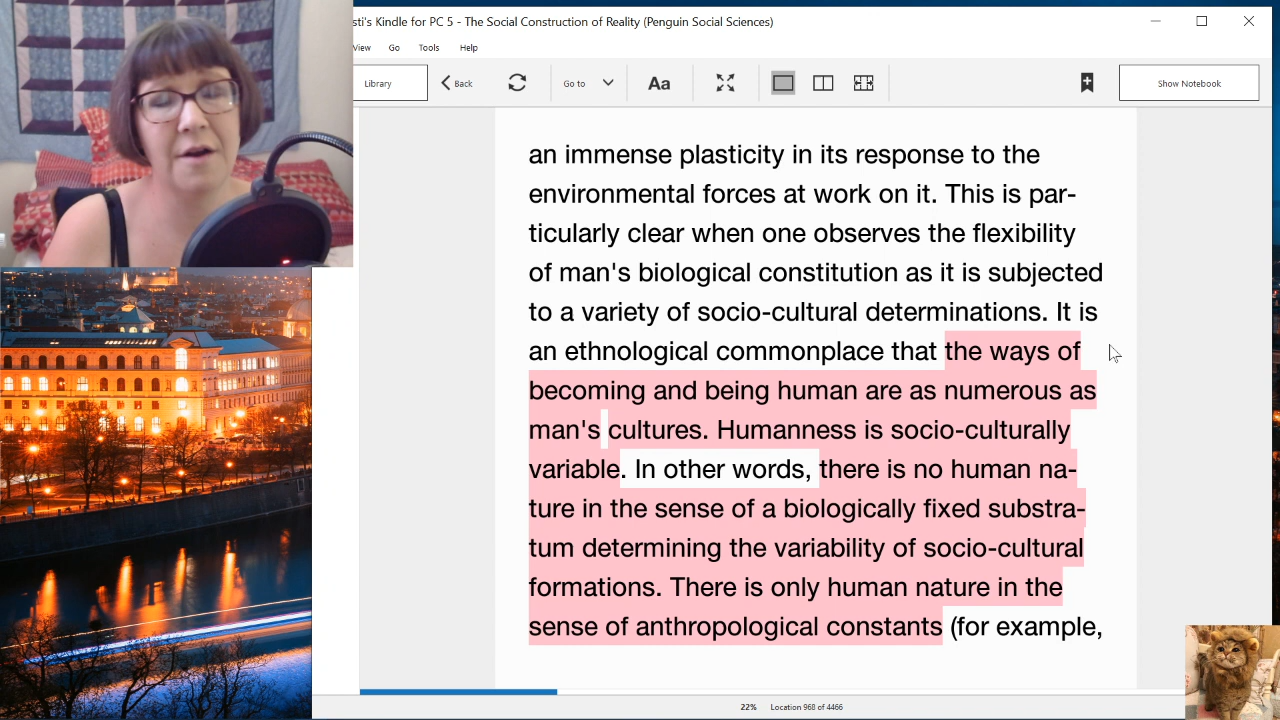 sti's Kindle for PC 5 - The Social Construction of Reality (Penguin Social Sciences)
View Go Tools Help
Library Back Go to Aa Show Notebook
an immense plasticity in its response to the
environmental forces at work on it. This is par-
ticularly clear when one observes the flexibility
of man's biological constitution as it is subjected
to a variety of socio-cultural determinations. It is
an ethnological commonplace that the ways of
becoming and being human are as numerous as
man's cultures. Humanness is socio-culturally
variable. In other words, there is no human na-
ture in the sense of a biologically fixed substra-
tum determining the variability of socio-cultural
formations. There is only human nature in the
sense of anthropological constants (for example,
22% Location 968 of 4466